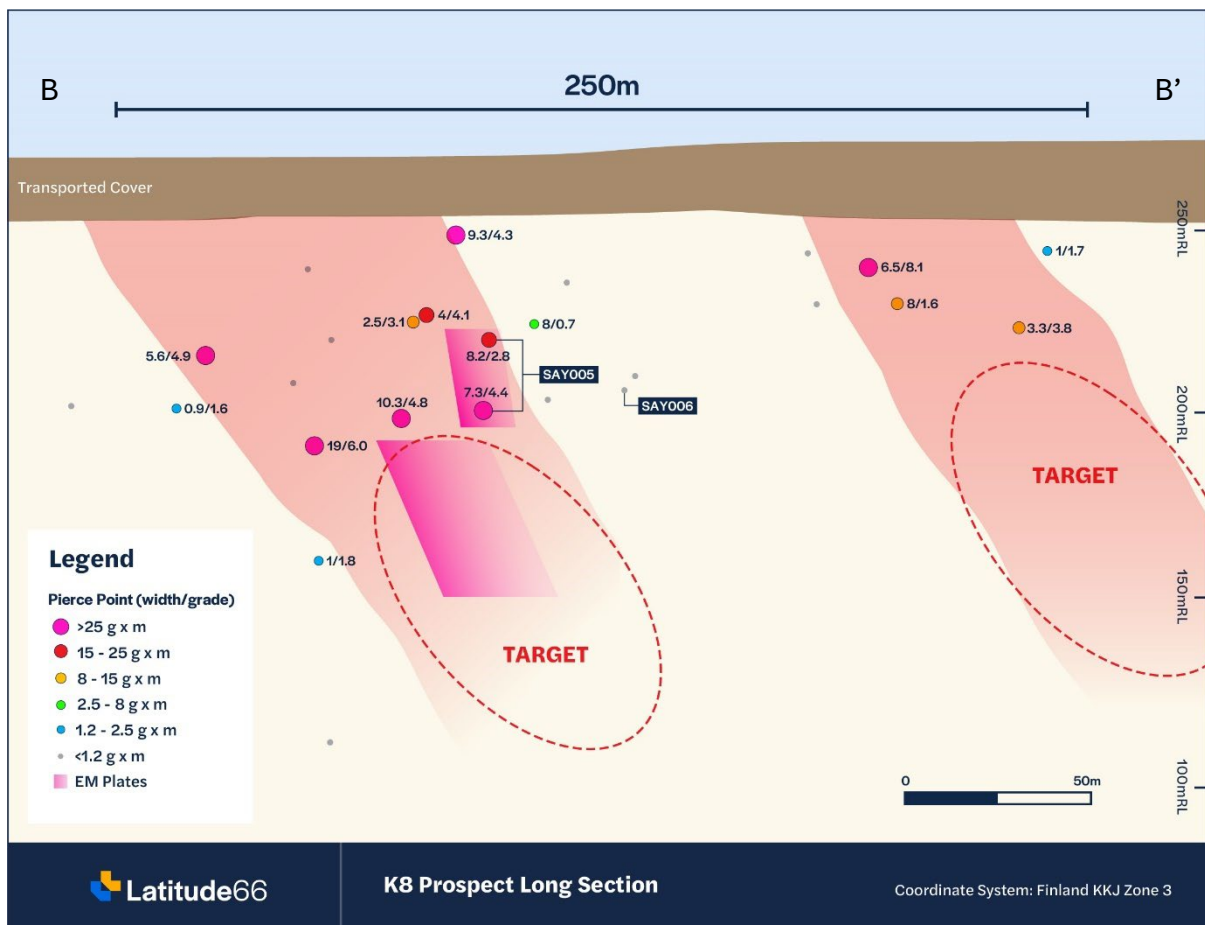 B
250m
B'
Transported Cover
250mRL
9.3/4.3
1/1.7
6.5/8.1
8/1.6
4/4.1
2.5/3.1
8/0.7
3.3/3.8
8.2/2.8
5.6/4.9
SAY005
7.3/4.4
10.3/4.8
0.9/1.6
SAY006
200mRL
19/6.0
TARGET
1/1.8
150mRL
TARGET
Legend
Pierce Point (width/grade)
>25 g x m
15 - 25 g x m
8 - 15 g x m
2.5 - 8 g x m
1.2 - 2.5 g x m
<1.2 g x m
EM Plates
0
50m
100mRL
Latitude66
K8 Prospect Long Section
Coordinate System: Finland KKJ Zone 3